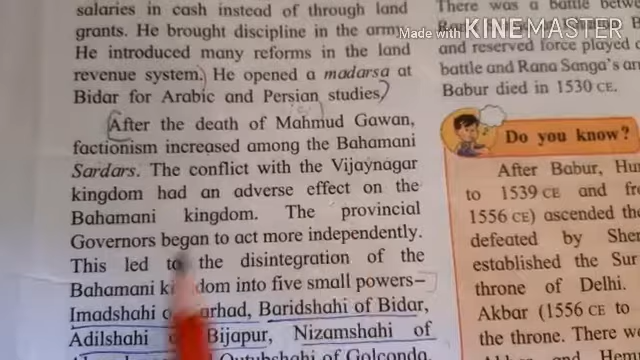 salaries in cash instead of through land
grants. He brought discipline in the army.
He introduced many reforms in the land
revenue system. He opened a madarsa at
Bidar for Arabic and Persian studies.
After the death of Mahmud Gawan,
factionism increased among the Bahamani
Sardars. The conflict with the Vijaynagar
kingdom had an adverse effect on the
Bahamani kingdom. The provincial
Governors began to act more independently.
This led to the disintegration of the
Bahamani kingdom into five small powers-
Imadshahi of Varhad, Baridshahi of Bidar,
Adilshahi of Bijapur, Nizamshahi of
Qutubshahi of Golconda.
There was a battle
Made with KINEMASTER
and reserved force played
battle and Rana Sanga's
Babur died in 1530 CE.
Do you know?
After Babur,
to 1539 CE and
1556 CE) ascended the
defeated by
established the Sur
throne of Delhi.
Akbar (1556 CE to
the throne. There